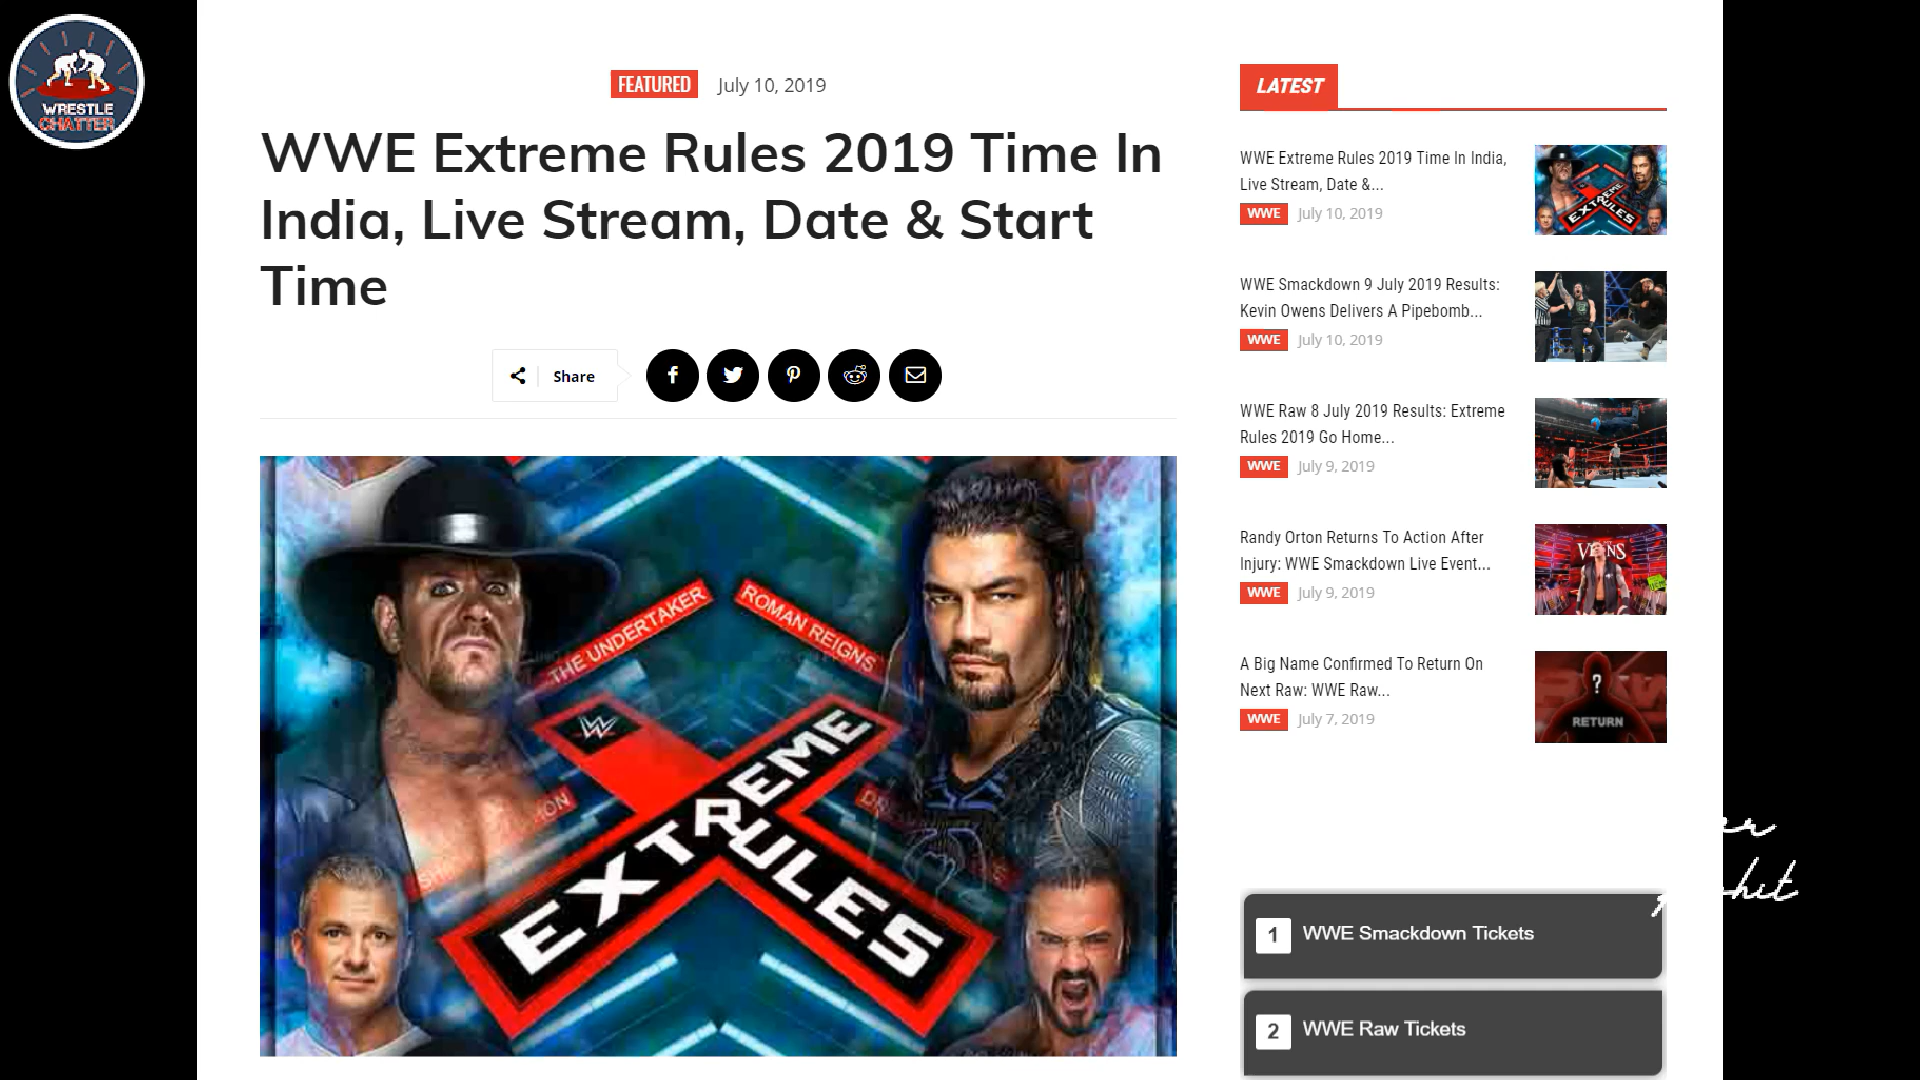 WRESTLE
CHATTER
FEATURED July 10, 2019
WWE Extreme Rules 2019 Time In
India, Live Stream, Date & Start
Time
Share
THE UNDERTAKER
ROMAN REIGNS
EXTREME
RULES
LATEST
WWE Extreme Rules 2019 Time In India,
Live Stream, Date &...
WWE July 10, 2019
EXTREME
RULES
WWE Smackdown 9 July 2019 Results:
Kevin Owens Delivers A Pipebomb...
WWE July 10, 2019
WWE Raw 8 July 2019 Results: Extreme
Rules 2019 Go Home...
WWE July 9, 2019
Randy Orton Returns To Action After
Injury: WWE Smackdown Live Event...
WWE July 9, 2019
A Big Name Confirmed To Return On
Next Raw: WWE Raw...
WWE July 7, 2019
?
RETURN
1 WWE Smackdown Tickets
2 WWE Raw Tickets